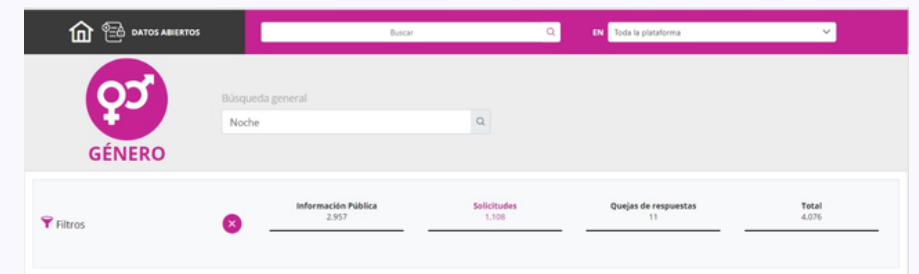 DATOS ABIERTOS
Buscar
EN Toda la plataforma
GÉNERO
Búsqueda general
Noche
Filtros
Información Pública Solicitudes Quejas de respuestas Total
2.957 1,108 11 4,076